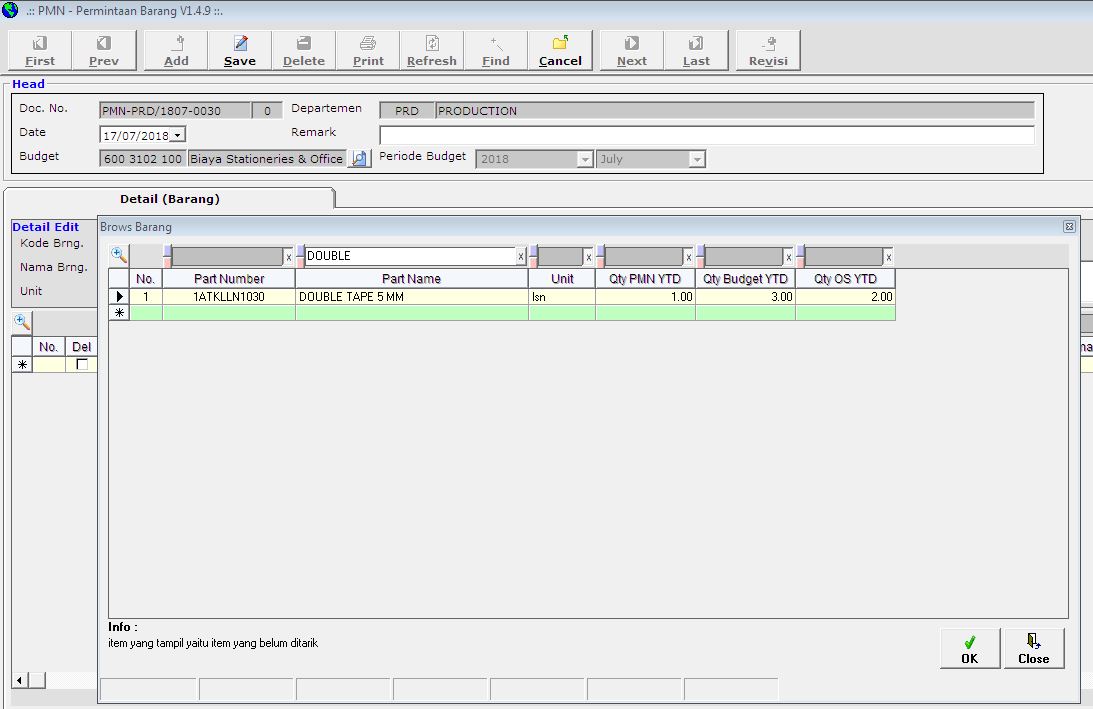 .:: PMN - Permintaan Barang V1.4.9 ::.
First Prev Add Save Delete Print Refresh Find Cancel Next Last Revisi
Head
Doc. No. PMN-PRD/1807-0030 0 Departemen PRD PRODUCTION
Date 17/07/2018 Remark
Budget 600 3102 100 Biaya Stationeries & Office Periode Budget 2018 July
Detail (Barang)
Detail Edit
Kode Brng.
Nama Brng.
Unit
No. Del
Brows Barang
x DOUBLE x x x x x
No. Part Number Part Name Unit Qty PMN YTD Qty Budget YTD Qty OS YTD
1 1ATKLLN1030 DOUBLE TAPE 5 MM lsn 1.00 3.00 2.00
Info :
item yang tampil yaitu item yang belum ditarik
OK Close